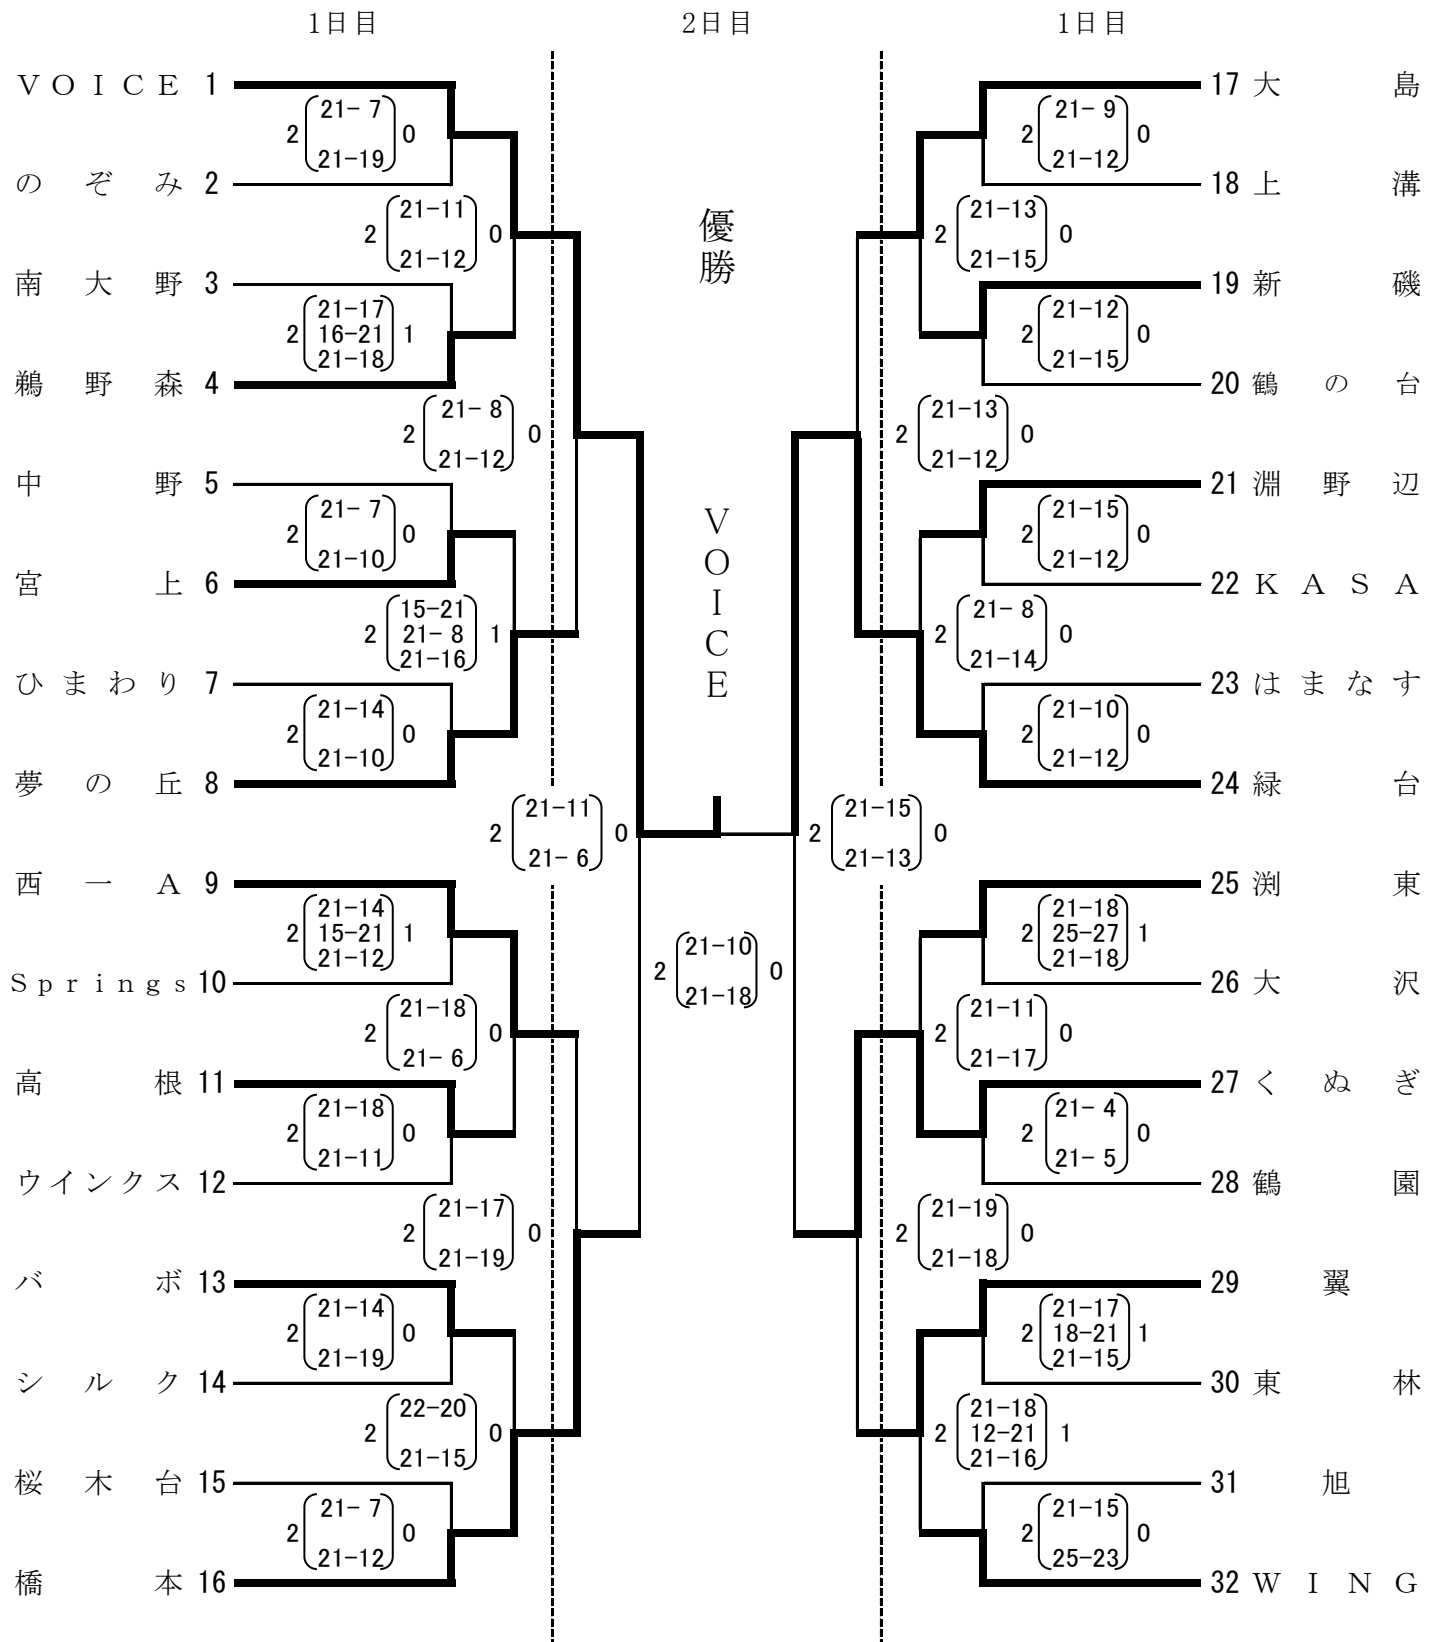 1日目 2日目 1日目
VOICE 1 17 大島
2 21- 7 0 2 21- 9 0
21-19 21-12
のぞみ 2 18 上溝
2 21-11 0 2 21-13 0
21-12 21-15
優勝
南大野 3 19 新磯
21-17 21-12
2 16-21 1 2 0
21-18 21-15
鵜野森 4 20 鶴の台
2 21- 8 0 2 21-13 0
21-12 21-12
中野 5 21 淵野辺
2 21- 7 0 2 21-15 0
21-10 21-12
VOICE
宮上 6 22 KASA
15-21 21- 8
2 21- 8 1 2 0
21-16 21-14
ひまわり 7 23 はまなす
2 21-14 0 2 21-10 0
21-10 21-12
夢の丘 8 24 緑台
2 21-11 0 2 21-15 0
21- 6 21-13
西一A 9 25 渕東
21-14 21-18
2 15-21 1 2 25-27 1
21-12 21-18
2 21-10 0
21-18
Springs 10 26 大沢
2 21-18 0 2 21-11 0
21- 6 21-17
高根 11 27 くぬぎ
2 21-18 0 2 21- 4 0
21-11 21- 5
ウインクス 12 28 鶴園
2 21-17 0 2 21-19 0
21-19 21-18
バボ 13 29 翼
21-14 21-17
2 0 2 18-21 1
21-19 21-15
シルク 14 30 東林
22-20 21-18
2 0 2 12-21 1
21-15 21-16
桜木台 15 31 旭
2 21- 7 0 2 21-15 0
21-12 25-23
橋本 16 32 WING